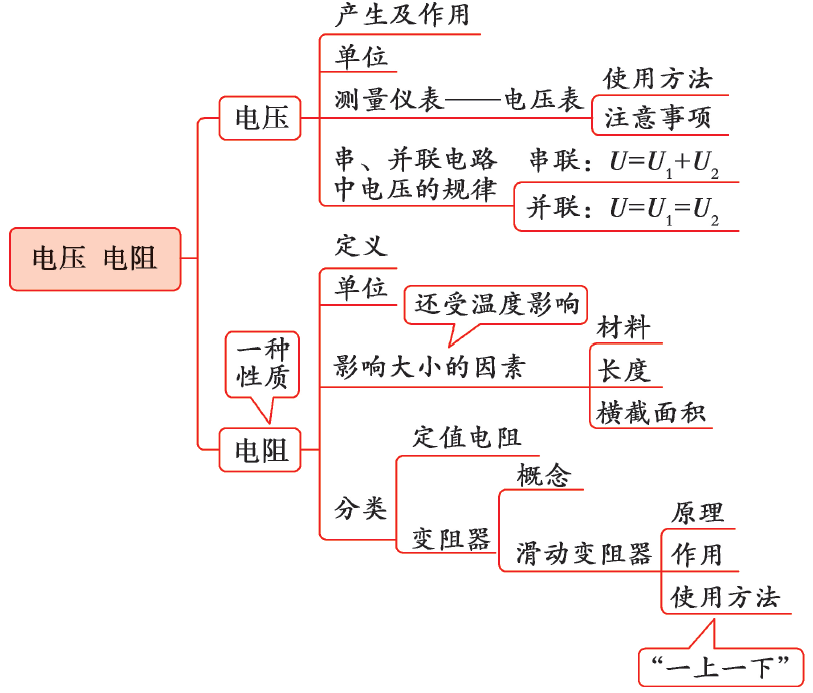 产生及作用
单位
测量仪表——电压表
使用方法
注意事项
电压
串、并联电路
中电压的规律
串联：U=U₁+U₂
并联：U=U₁=U₂
电压 电阻
定义
单位
还受温度影响
一种
性质
影响大小的因素
材料
长度
横截面积
电阻
分类
定值电阻
变阻器
概念
滑动变阻器
原理
作用
使用方法
“一上一下”